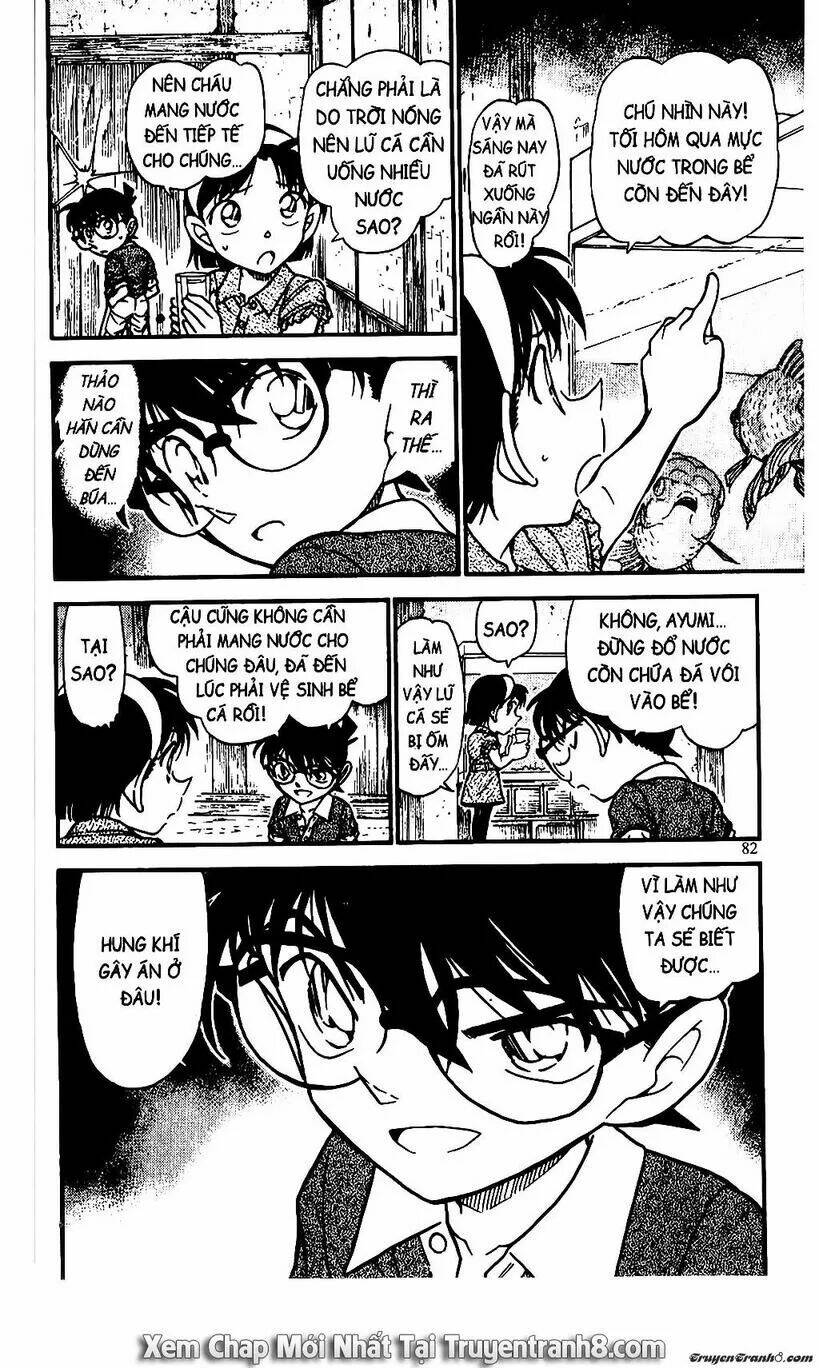 CHÚ NHÌN NÀY!
TỐI HÔM QUA MỰC
NƯỚC TRONG BỂ
CÒN ĐẾN ĐÂY!
VẬY MÀ
SÁNG NAY
ĐÃ RÚT
XUỐNG
NGẦN NÀY
RỒI!
CHẮNG PHẢI LÀ
DO TRỜI NÓNG
NÊN LŨ CÁ CẦN
UỐNG NHIỀU
NƯỚC
SAO?
NÊN CHÁU
MANG NƯỚC
ĐẾN TIẾP TẾ
CHO CHÚNG...
THÌ
RA
THẾ...
THẢO
NÀO
HẮN CẦN
DÙNG
ĐẾN
BÚA...
KHÔNG, AYUMI...
ĐỪNG ĐỔ NƯỚC
CÒN CHỨA ĐÁ VÔI
VÀO BỂ!
SAO?
LÀM
NHƯ
VẬY LŨ
CÁ SẼ
BỊ ỐM
ĐẤY...
CẬU CŨNG KHÔNG CẦN
PHẢI MANG NƯỚC CHO
CHÚNG ĐÂU, ĐÃ ĐẾN
LÚC PHẢI VỆ SINH BỂ
CÁ RỒI!
TẠI
SAO?
82
VÌ LÀM NHƯ
VẬY CHÚNG
TA SẼ BIẾT
ĐƯỢC...
HUNG KHÍ
GÂY ÁN Ở
ĐÂU!
Xem Chap Mới Nhất Tại Truyentranh8.com
TruyenTranh8.com